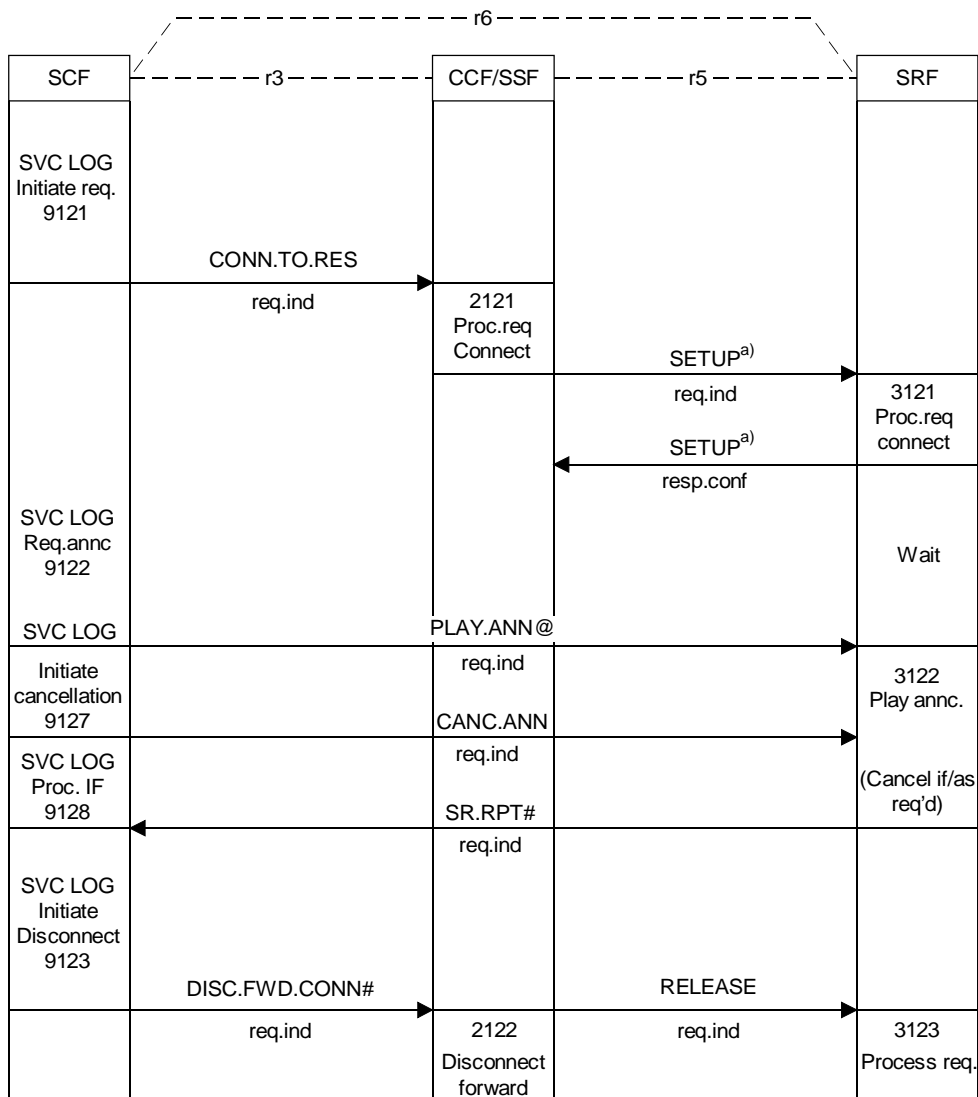 r6
SCF
r3
CCF/SSF
r5
SRF
SVC LOG
Initiate req.
9121
CONN.TO.RES
req.ind
2121
Proc.req
Connect
SETUPa)
req.ind
3121
Proc.req
connect
SETUPa)
resp.conf
SVC LOG
Req.annc
9122
Wait
SVC LOG
PLAY.ANN@
req.ind
Initiate
cancellation
9127
3122
Play annc.
CANC.ANN
req.ind
SVC LOG
Proc. IF
9128
(Cancel if/as
req'd)
SR.RPT#
req.ind
SVC LOG
Initiate
Disconnect
9123
DISC.FWD.CONN#
req.ind
RELEASE
req.ind
2122
Disconnect
forward
3123
Process req.